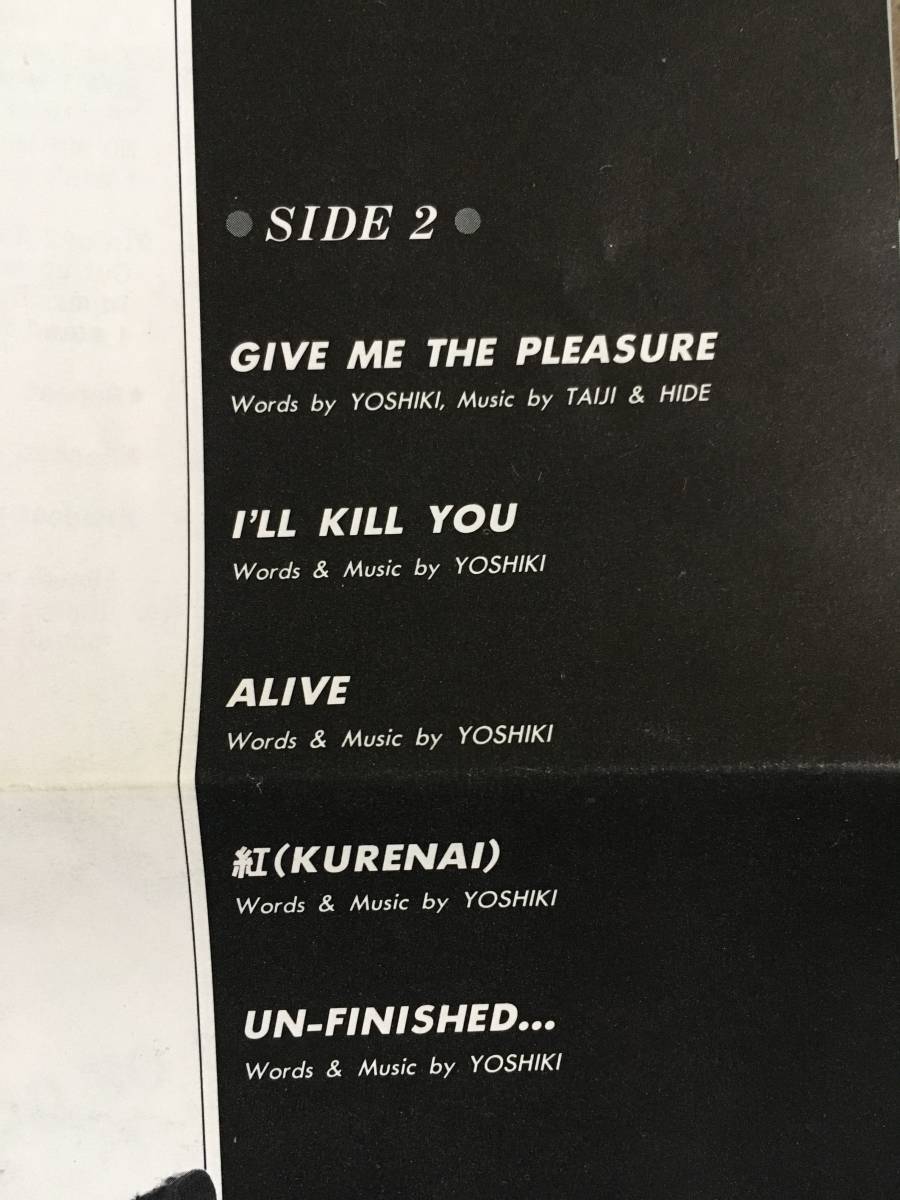 SIDE 2
GIVE ME THE PLEASURE
Words by YOSHIKI, Music by TAIJI & HIDE
I'LL KILL YOU
Words & Music by YOSHIKI
ALIVE
Words & Music by YOSHIKI
紅(KURENAI)
Words & Music by YOSHIKI
UN-FINISHED...
Words & Music by YOSHIKI